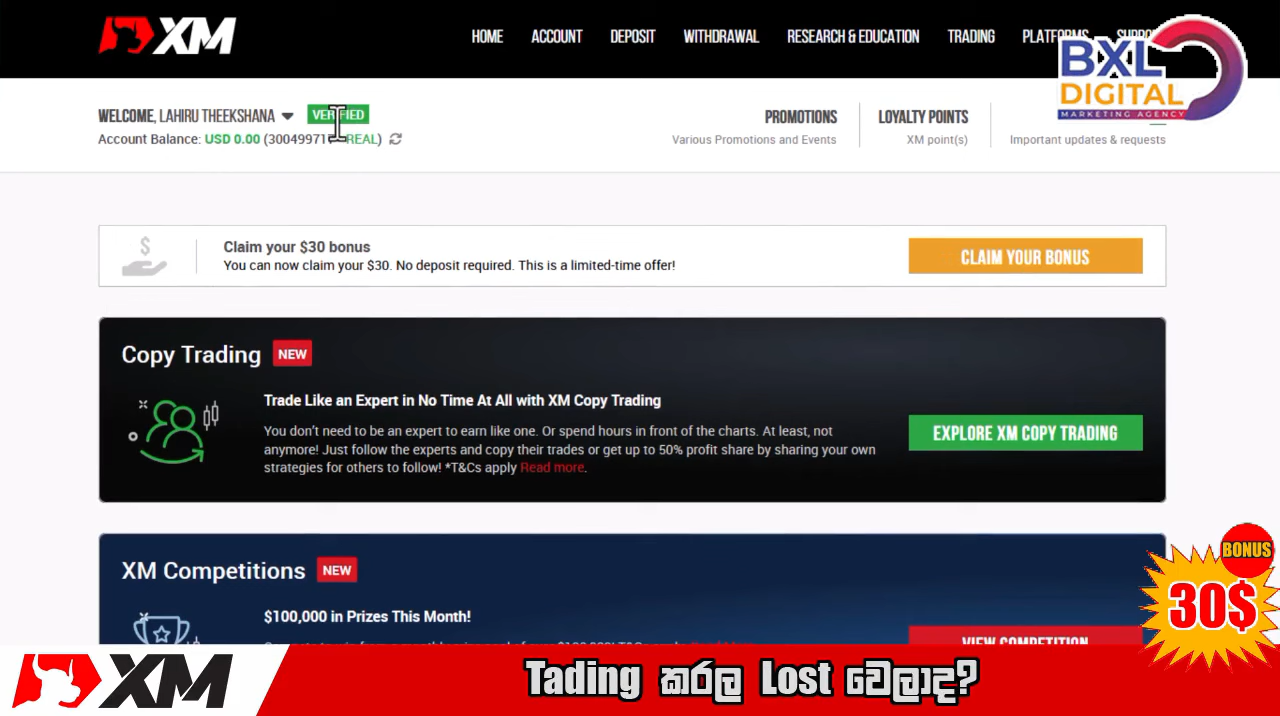 XM
HOME ACCOUNT DEPOSIT WITHDRAWAL RESEARCH & EDUCATION TRADING PLATFORMS
BXL
DIGITAL
MARKETING AGENCY
WELCOME, LAHIRU THEEKSHANA VERIFIED
Account Balance: USD 0.00 (30049971 REAL)
PROMOTIONS
Various Promotions and Events
LOYALTY POINTS
XM point(s)
Important updates & requests
$
Claim your $30 bonus
You can now claim your $30. No deposit required. This is a limited-time offer!
CLAIM YOUR BONUS
Copy Trading NEW
Trade Like an Expert in No Time At All with XM Copy Trading
You don't need to be an expert to earn like one. Or spend hours in front of the charts. At least, not
anymore! Just follow the experts and copy their trades or get up to 50% profit share by sharing your own
strategies for others to follow! *T&Cs apply Read more.
EXPLORE XM COPY TRADING
XM Competitions NEW
$100,000 in Prizes This Month!
VIEW COMPETITION
BONUS
30$
XM
Tading කරල Lost වෙලාද?